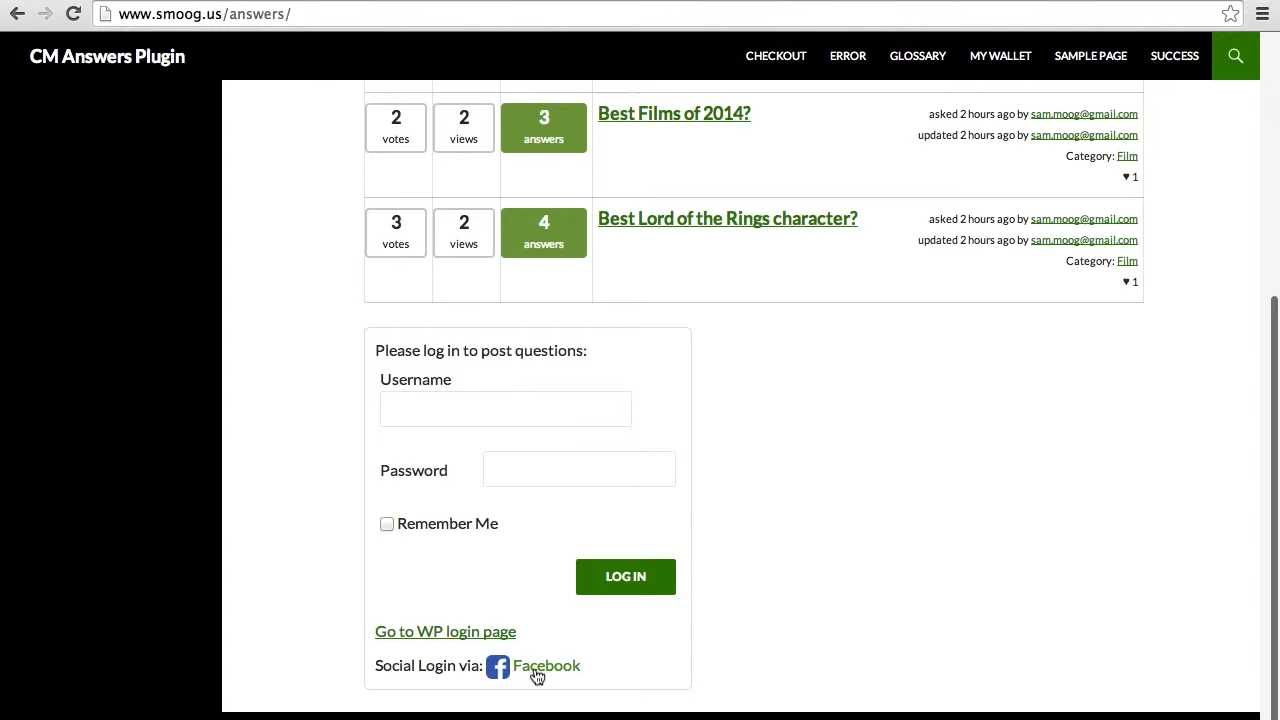 www.smoog.us/answers/
CM Answers Plugin
CHECKOUT ERROR GLOSSARY MY WALLET SAMPLE PAGE SUCCESS
2 votes
2 views
3 answers
Best Films of 2014?
asked 2 hours ago by sam.moog@gmail.com
updated 2 hours ago by sam.moog@gmail.com
Category: Film
♥ 1
3 votes
2 views
4 answers
Best Lord of the Rings character?
asked 2 hours ago by sam.moog@gmail.com
updated 2 hours ago by sam.moog@gmail.com
Category: Film
♥ 1
Please log in to post questions:
Username
Password
Remember Me
LOG IN
Go to WP login page
Social Login via: f Facebook